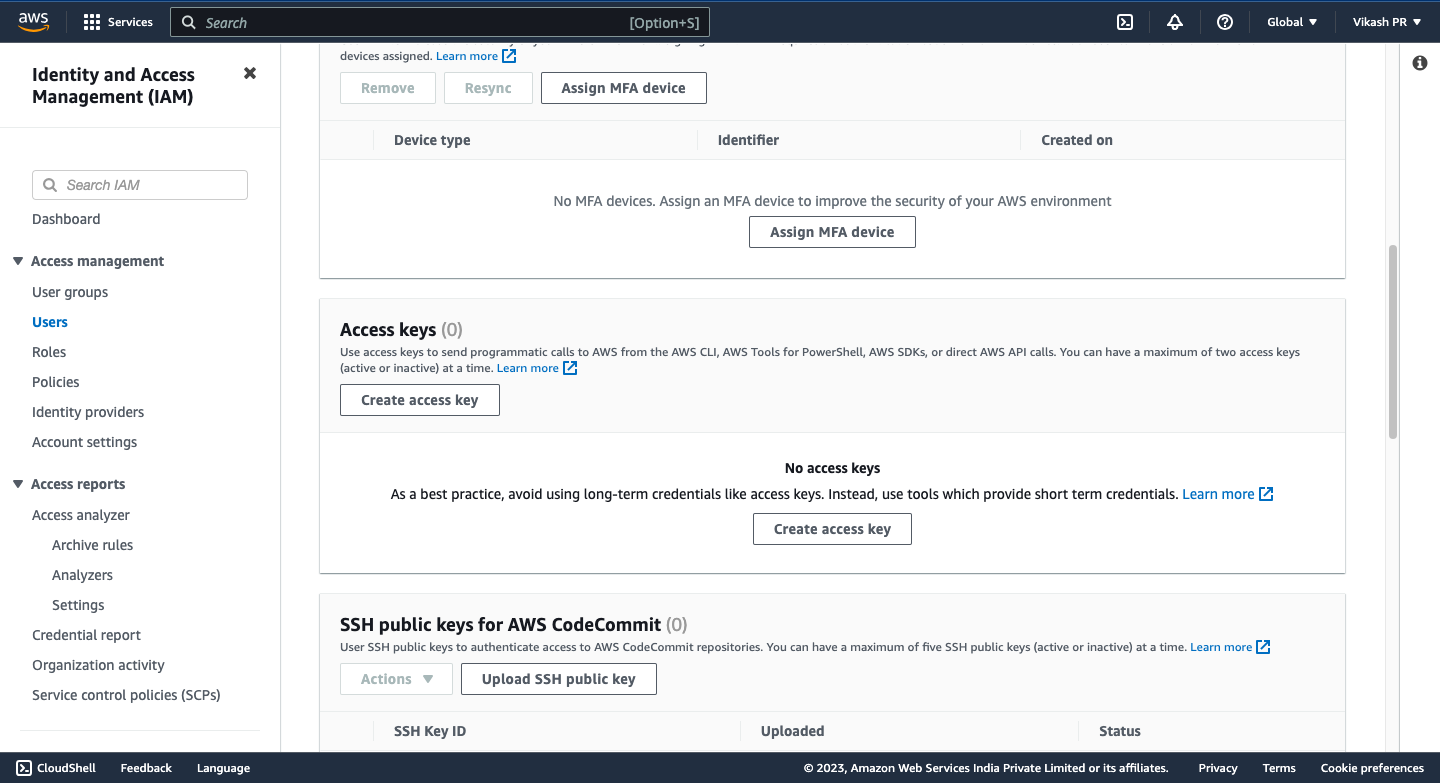 aws
Services
Search
[Option+S]
Global
Vikash PR
Identity and Access
Management (IAM)
Search IAM
Dashboard
Access management
User groups
Users
Roles
Policies
Identity providers
Account settings
Access reports
Access analyzer
Archive rules
Analyzers
Settings
Credential report
Organization activity
Service control policies (SCPs)
devices assigned. Learn more
Remove
Resync
Assign MFA device
Device type
Identifier
Created on
No MFA devices. Assign an MFA device to improve the security of your AWS environment
Assign MFA device
Access keys (0)
Use access keys to send programmatic calls to AWS from the AWS CLI, AWS Tools for PowerShell, AWS SDKs, or direct AWS API calls. You can have a maximum of two access keys
(active or inactive) at a time. Learn more
Create access key
No access keys
As a best practice, avoid using long-term credentials like access keys. Instead, use tools which provide short term credentials. Learn more
Create access key
SSH public keys for AWS CodeCommit (0)
User SSH public keys to authenticate access to AWS CodeCommit repositories. You can have a maximum of five SSH public keys (active or inactive) at a time. Learn more
Actions
Upload SSH public key
SSH Key ID
Uploaded
Status
CloudShell
Feedback
Language
© 2023, Amazon Web Services India Private Limited or its affiliates.
Privacy
Terms
Cookie preferences